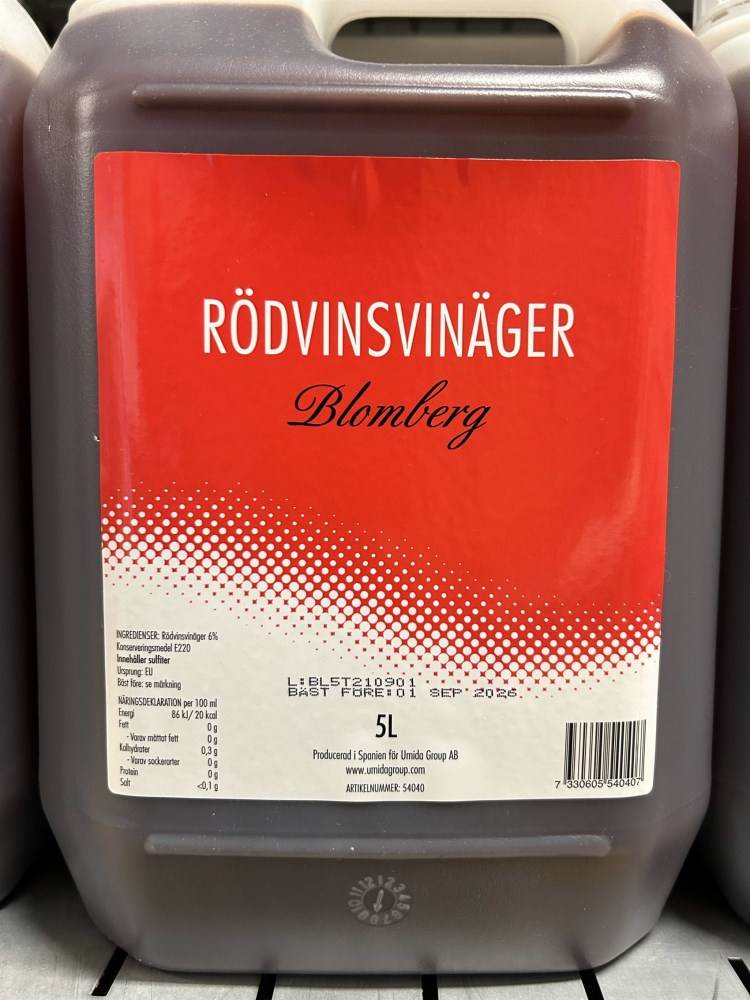 RÖDVINSVINÄGER
Blomberg
INGREDIENSER: Rödvinsvinäger 6%
Konserveringsmedel E220
Innehåller sulfiter
Ursprung: EU
Bäst före: se märkning
NÄRINGSDEKLARATION per 100 ml
Energi 86 kJ/ 20 kcal
Fett 0 g
- Varav mättat fett 0 g
Kolhydrater 0,3 g
- Varav sockerarter 0 g
Protein 0 g
Salt <0,1 g
L:BL5T210901
BÄST FÖRE:01 SEP 2026
5L
Producerad i Spanien för Umida Group AB
www.umidagroup.com
ARTIKELNUMMER: 54040
7 330605 540407